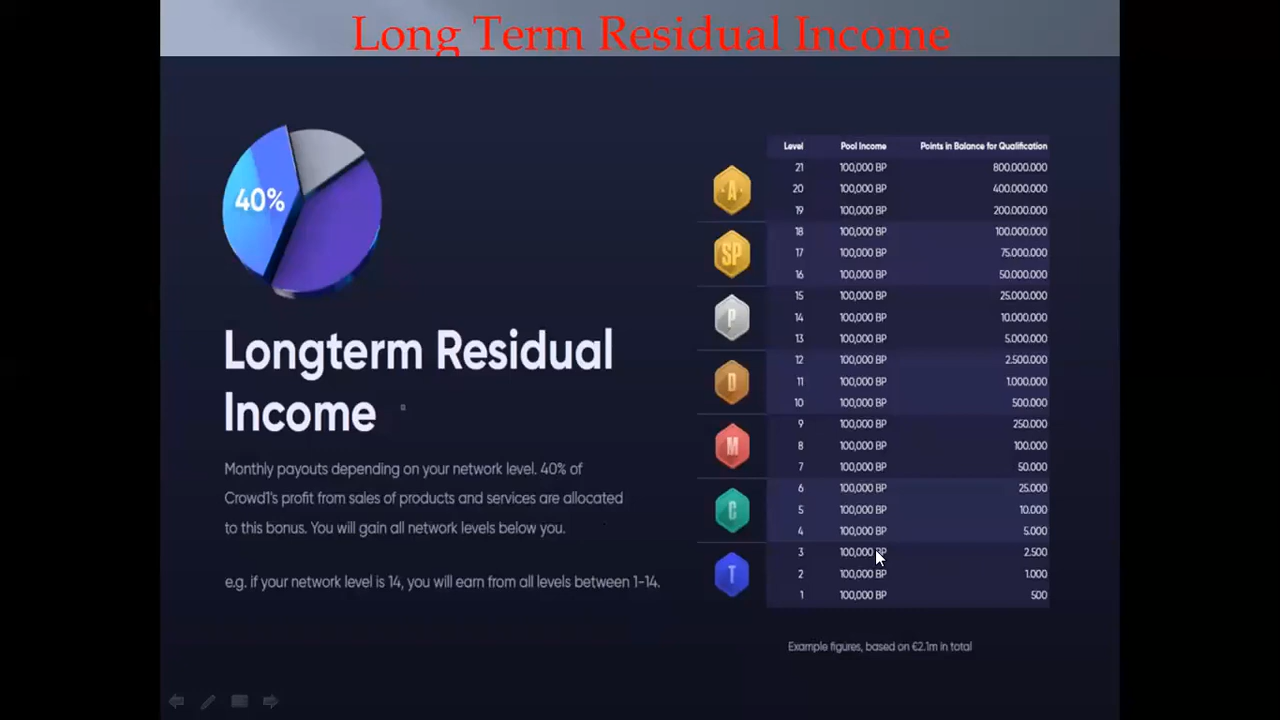 Long Term Residual Income
40%
Longterm Residual
Income
Monthly payouts depending on your network level. 40% of
Crowd1's profit from sales of products and services are allocated
to this bonus. You will gain all network levels below you.
e.g. if your network level is 14, you will earn from all levels between 1-14.
Level Pool Income Points in Balance for Qualification
A
21 100,000 BP 800.000.000
20 100,000 BP 400.000.000
19 100,000 BP 200.000.000
SP
18 100,000 BP 100.000.000
17 100,000 BP 75.000.000
16 100,000 BP 50.000.000
P
15 100,000 BP 25.000.000
14 100,000 BP 10.000.000
13 100,000 BP 5.000.000
D
12 100,000 BP 2.500.000
11 100,000 BP 1.000.000
10 100,000 BP 500.000
M
9 100,000 BP 250.000
8 100,000 BP 100.000
7 100,000 BP 50.000
C
6 100,000 BP 25.000
5 100,000 BP 10.000
4 100,000 BP 5.000
T
3 100,000 BP 2.500
2 100,000 BP 1.000
1 100,000 BP 500
Example figures, based on €2.1m in total